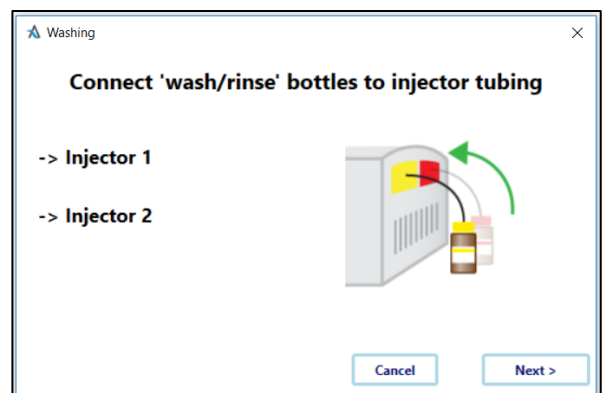 Washing
Connect 'wash/rinse' bottles to injector tubing
-> Injector 1
-> Injector 2
Cancel
Next >